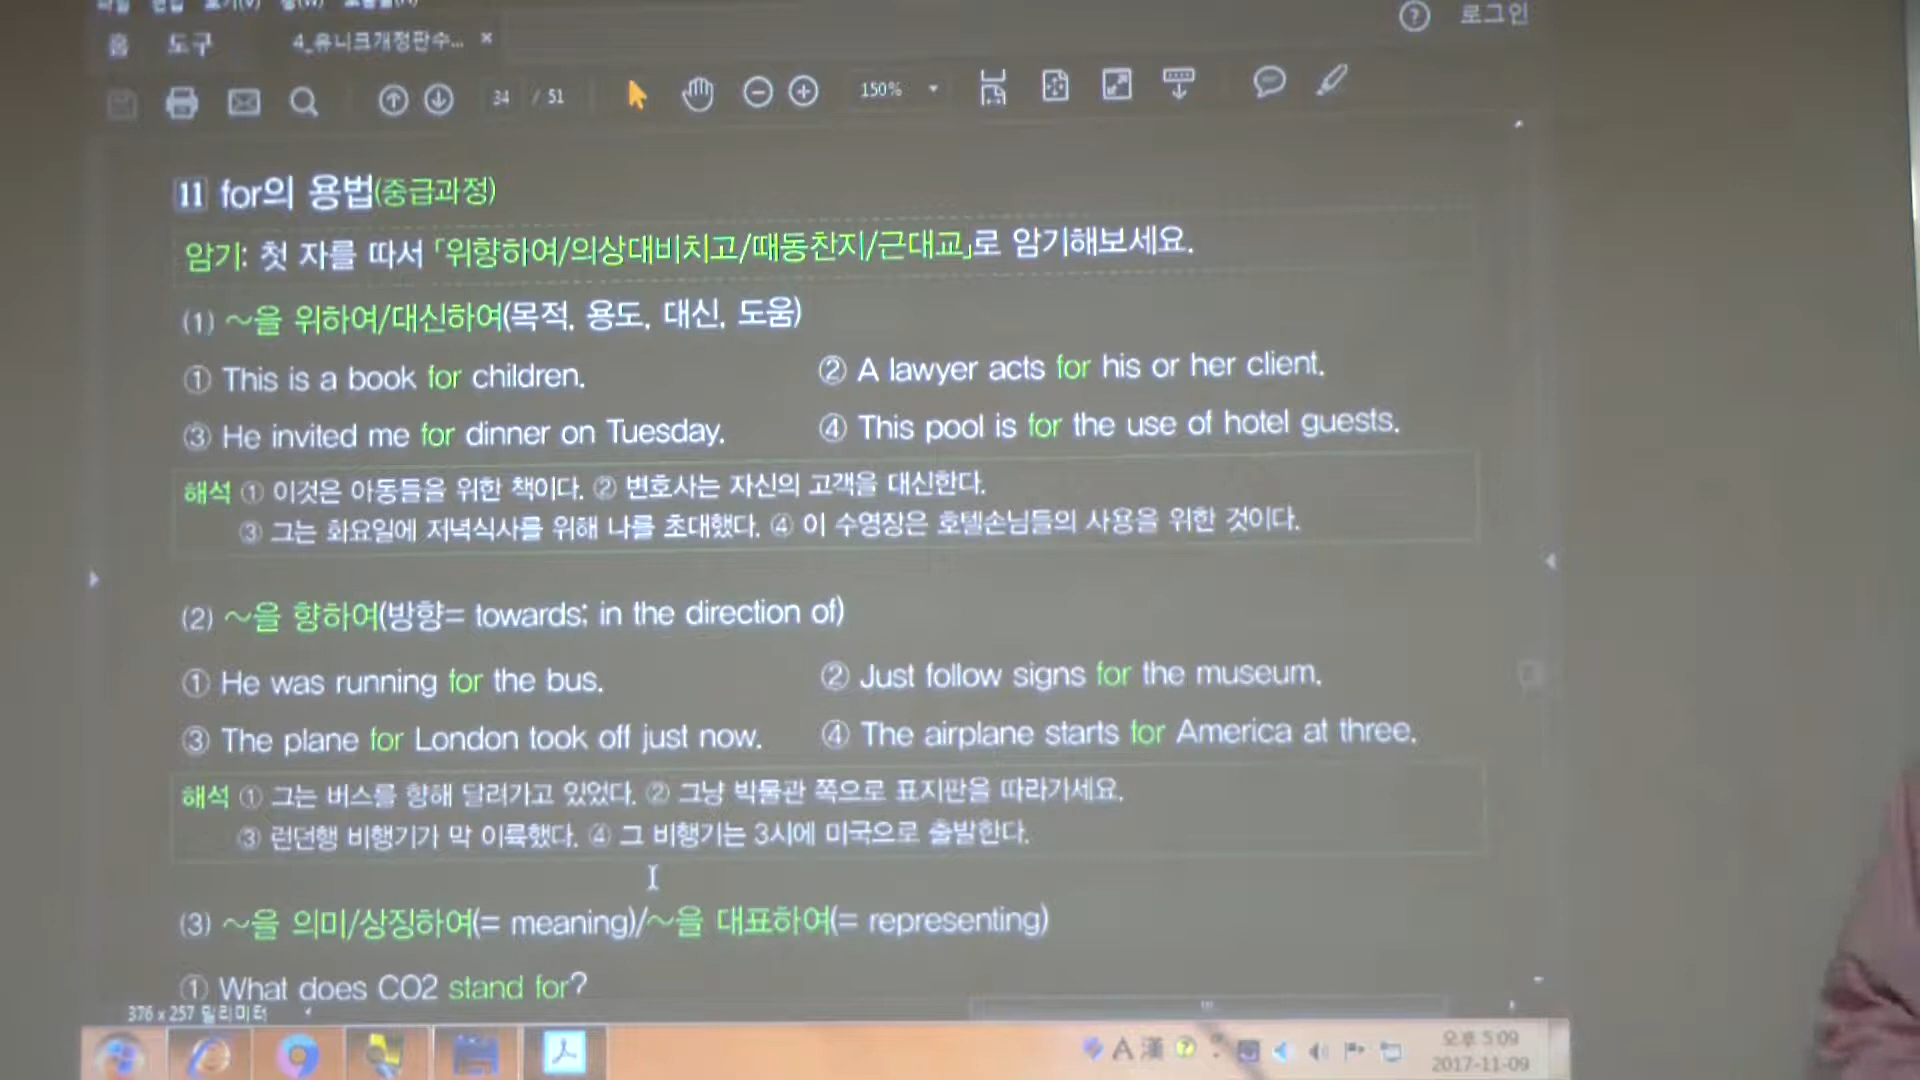 로그인
홈 도구 4_유니크개정판수... ×
34 / 51 150%
11 for의 용법(중급과정)
암기: 첫 자를 따서 「위향하여/의상대비치고/때동찬지/근대교」로 암기해보세요.
(1) ~을 위하여/대신하여(목적, 용도, 대신, 도움)
① This is a book for children. ② A lawyer acts for his or her client.
③ He invited me for dinner on Tuesday. ④ This pool is for the use of hotel guests.
해석 ① 이것은 아동들을 위한 책이다. ② 변호사는 자신의 고객을 대신한다.
③ 그는 화요일에 저녁식사를 위해 나를 초대했다. ④ 이 수영장은 호텔손님들의 사용을 위한 것이다.
(2) ~을 향하여(방향= towards; in the direction of)
① He was running for the bus. ② Just follow signs for the museum.
③ The plane for London took off just now. ④ The airplane starts for America at three.
해석 ① 그는 버스를 향해 달려가고 있었다. ② 그냥 박물관 쪽으로 표지판을 따라가세요.
③ 런던행 비행기가 막 이륙했다. ④ 그 비행기는 3시에 미국으로 출발한다.
(3) ~을 의미/상징하여(= meaning)/~을 대표하여(= representing)
① What does CO2 stand for?
376 x 257 밀리미터
A 漢 오후 5:09
2017-11-09